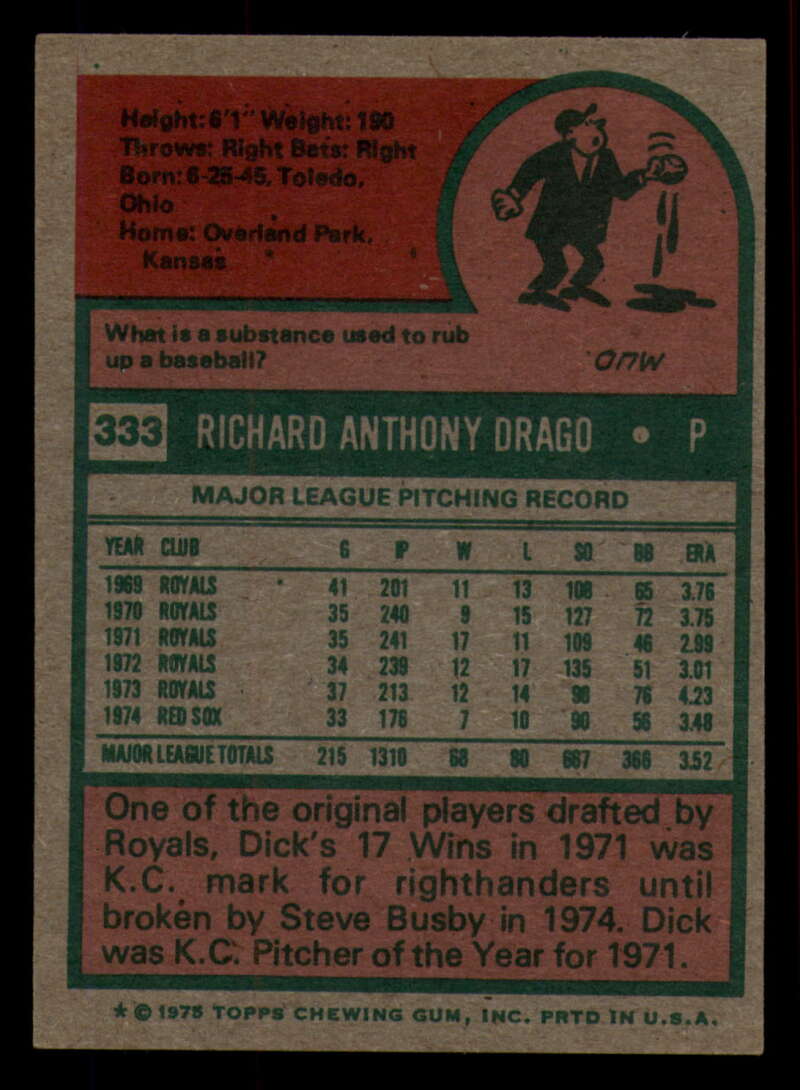 Height: 6'1" Weight: 190
Throws: Right Bats: Right
Born: 6-25-45, Toledo,
Ohio
Home: Overland Park,
Kansas
What is a substance used to rub
up a baseball?
MUD
333 RICHARD ANTHONY DRAGO • P
MAJOR LEAGUE PITCHING RECORD
YEAR CLUB G IP W L SO BB ERA
1969 ROYALS 41 201 11 13 108 65 3.76
1970 ROYALS 35 240 9 15 127 72 3.75
1971 ROYALS 35 241 17 11 109 46 2.99
1972 ROYALS 34 239 12 17 135 51 3.01
1973 ROYALS 37 213 12 14 98 76 4.23
1974 RED SOX 33 176 7 10 90 56 3.48
MAJOR LEAGUE TOTALS 215 1310 68 80 667 366 3.52
One of the original players drafted by
Royals, Dick's 17 Wins in 1971 was
K.C. mark for righthanders until
broken by Steve Busby in 1974. Dick
was K.C. Pitcher of the Year for 1971.
* © 1975 TOPPS CHEWING GUM, INC. PRTD IN U.S.A.